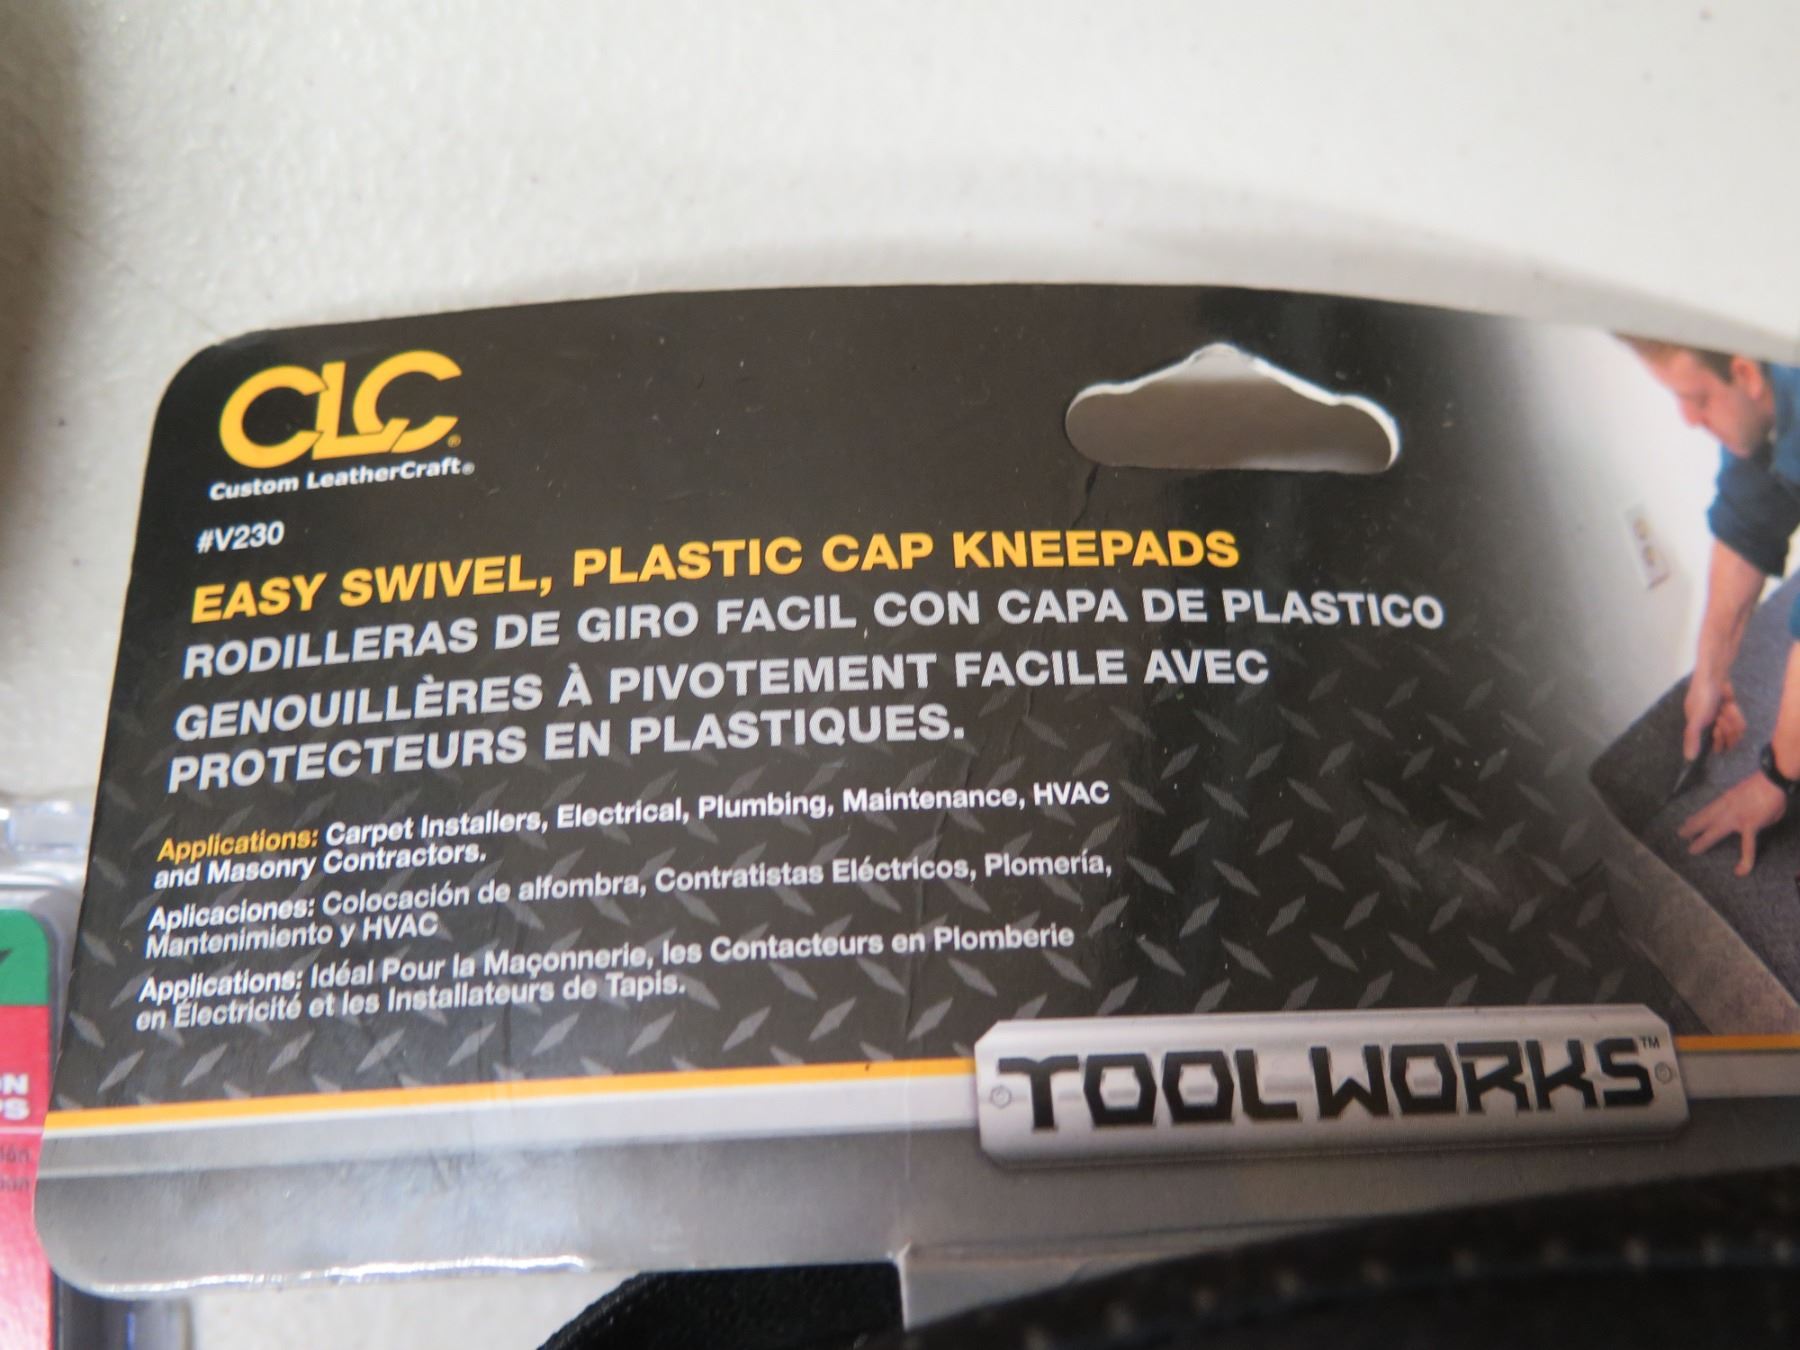 CLC®
Custom LeatherCraft®
#V230
EASY SWIVEL, PLASTIC CAP KNEEPADS
RODILLERAS DE GIRO FACIL CON CAPA DE PLASTICO
GENOUILLÈRES À PIVOTEMENT FACILE AVEC
PROTECTEURS EN PLASTIQUES.
Applications: Carpet Installers, Electrical, Plumbing, Maintenance, HVAC
and Masonry Contractors.
Aplicaciones: Colocación de alfombra, Contratistas Eléctricos, Plomería,
Mantenimiento y HVAC
Applications: Idéal Pour la Maçonnerie, les Contacteurs en Plomberie
en Électricité et les Installateurs de Tapis.
TOOLWORKS™